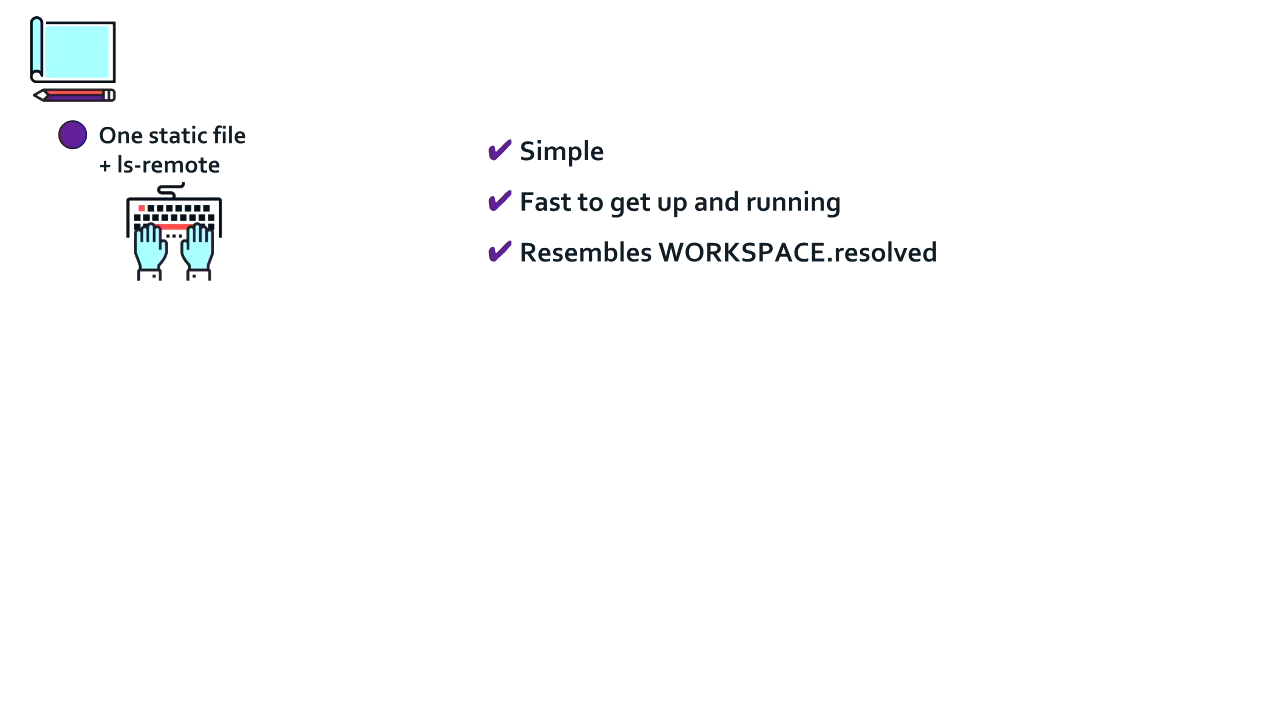 One static file
+ ls-remote
✔ Simple
✔ Fast to get up and running
✔ Resembles WORKSPACE.resolved